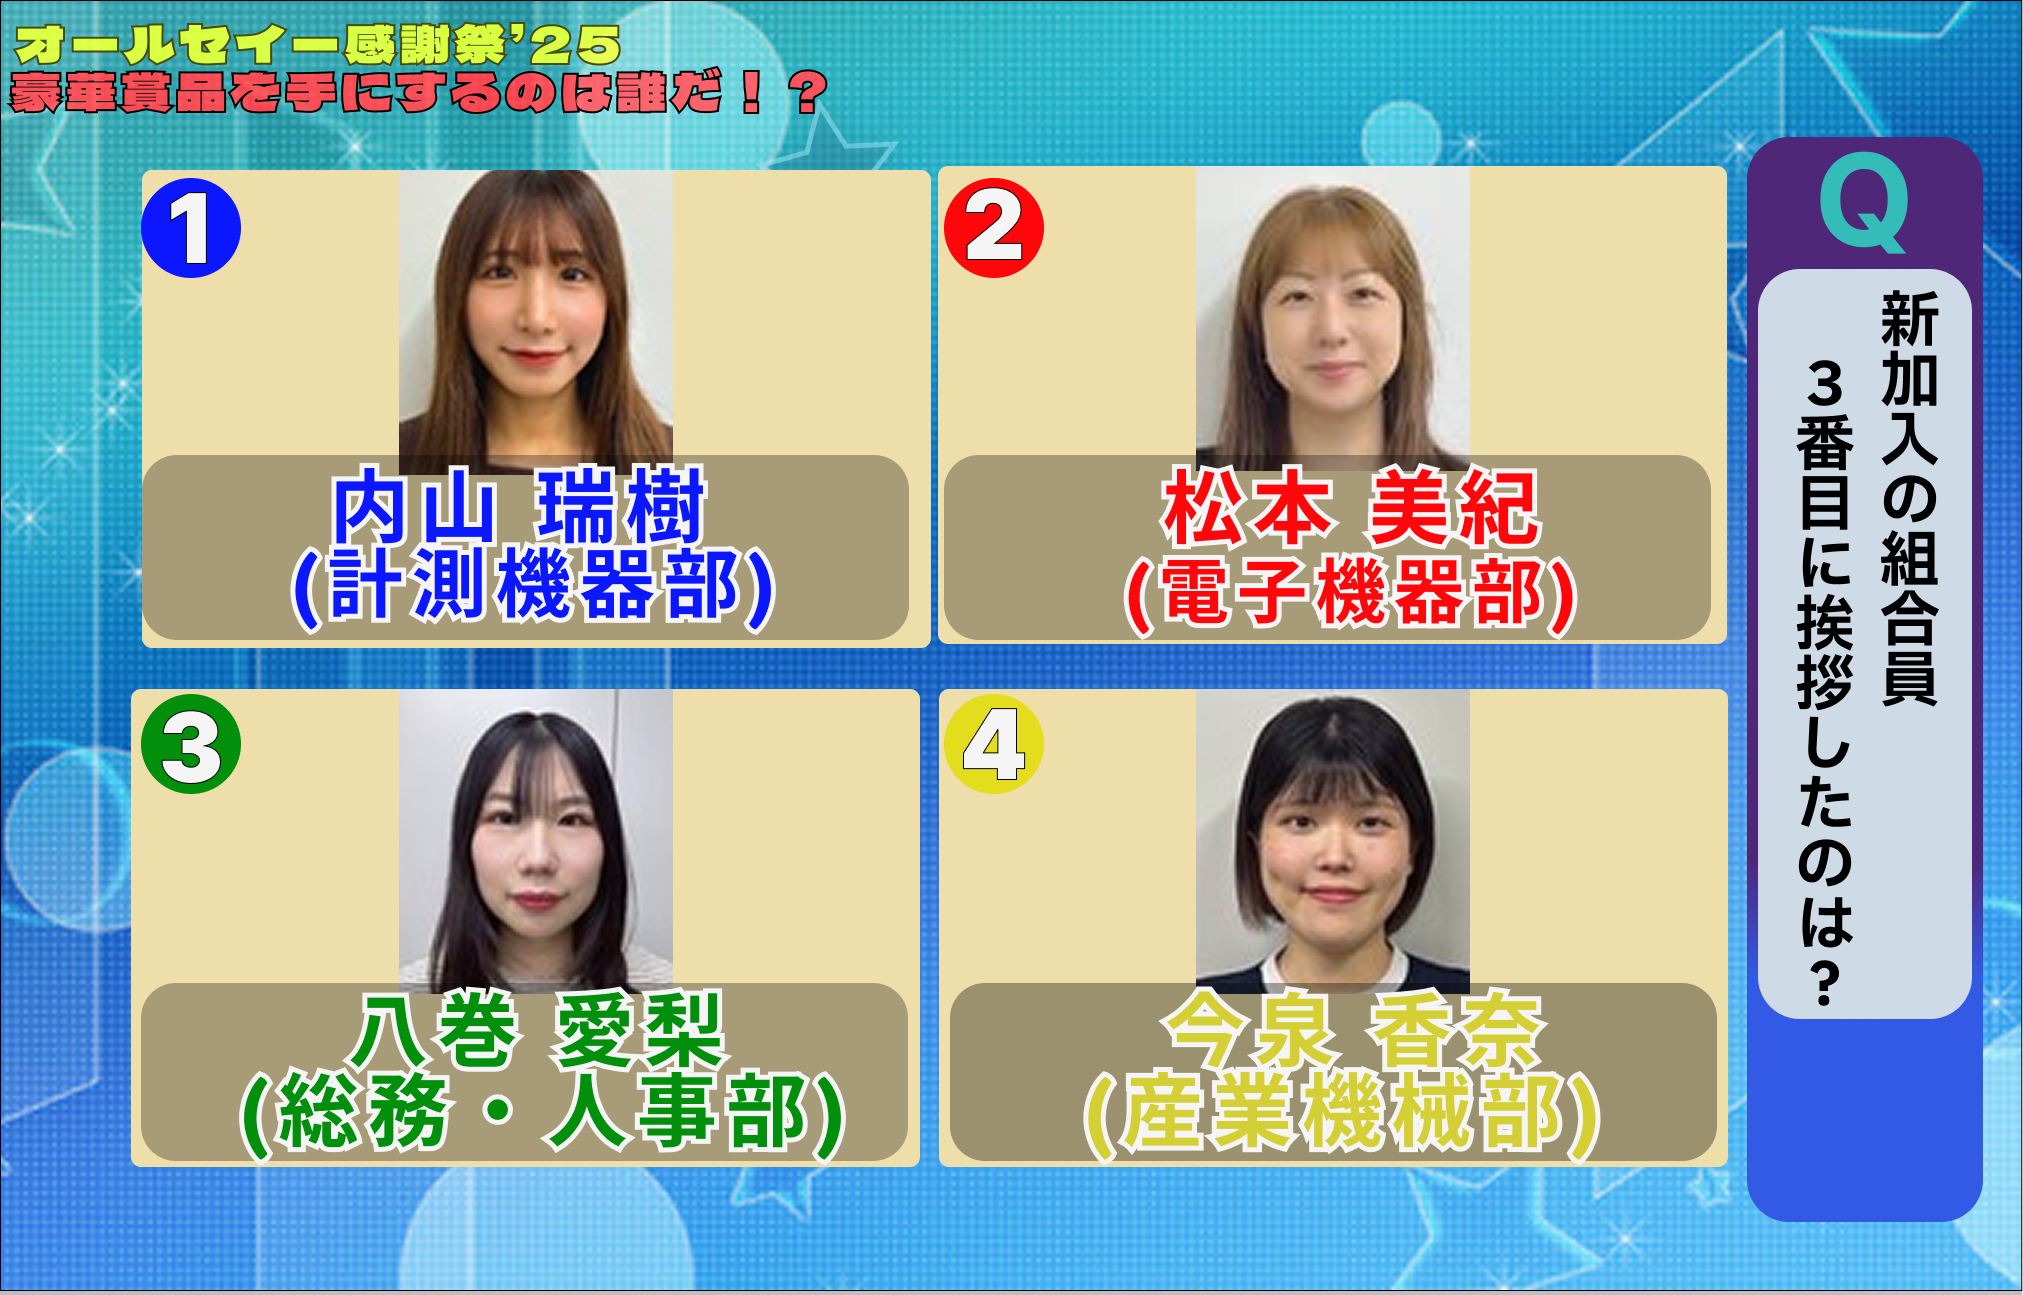 オールセイー感謝祭’25
豪華賞品を手にするのは誰だ！？
Q
新加入の組合員
３番目に挨拶したのは？
1
内山 瑞樹
(計測機器部)
2
松本 美紀
(電子機器部)
3
八巻 愛梨
(総務・人事部)
4
今泉 香奈
(産業機械部)